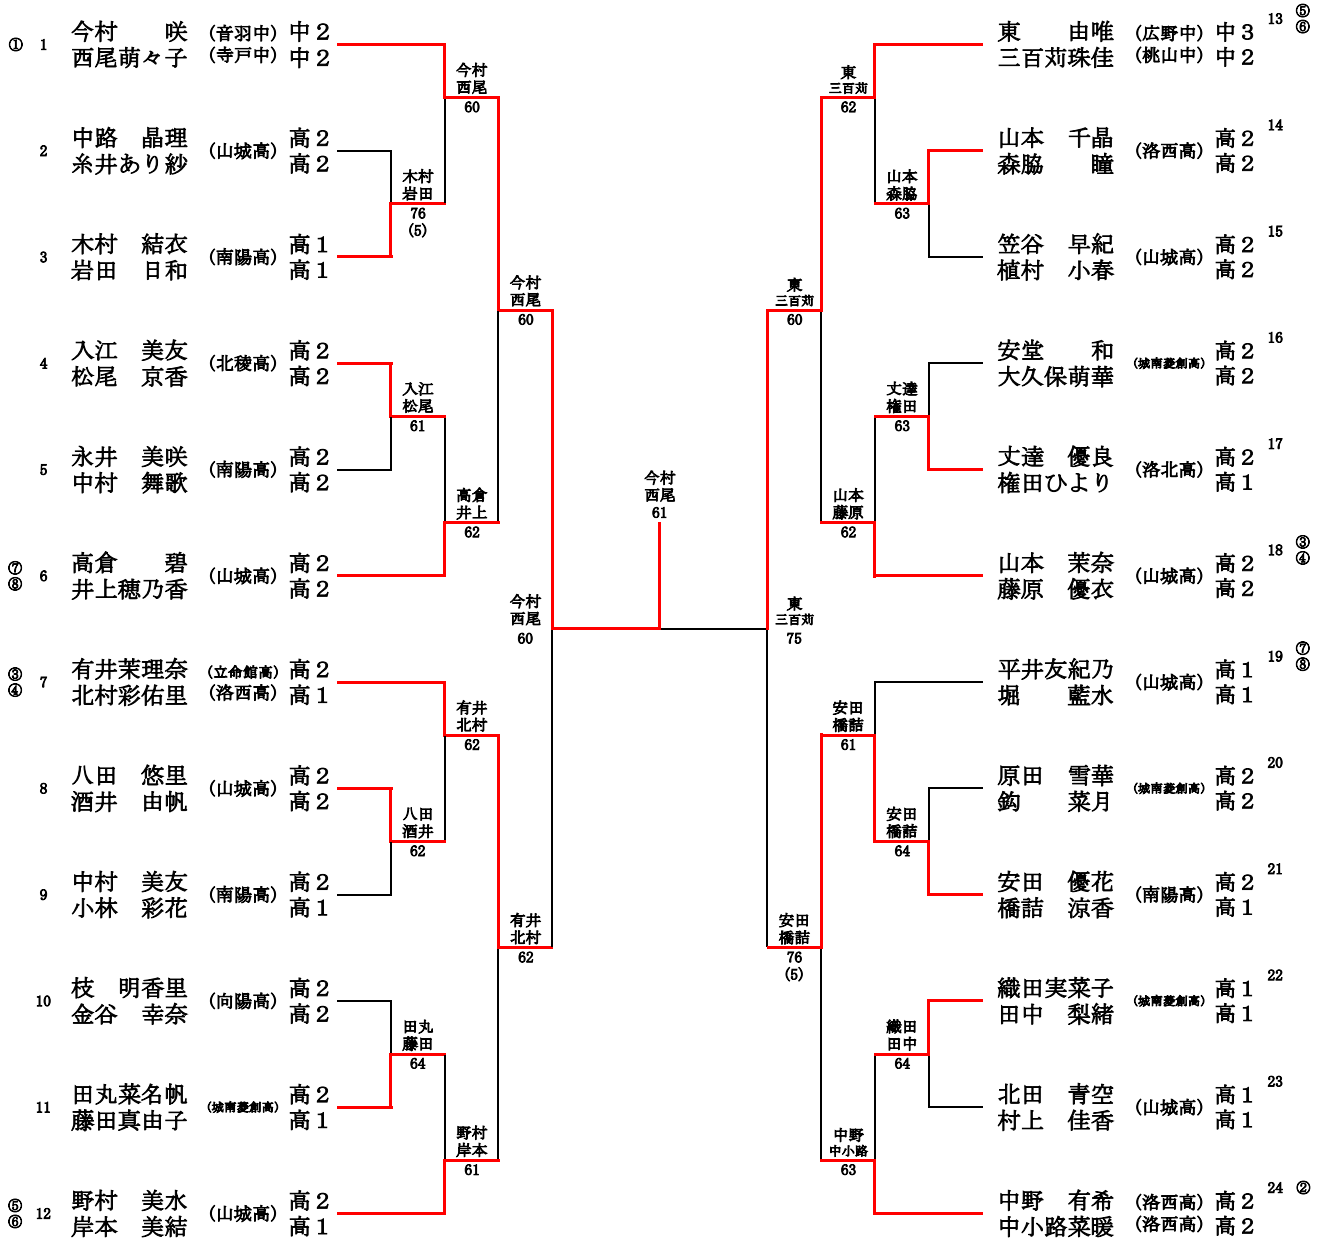 ① 1 今村　咲 (音羽中) 中２
西尾萌々子 (寺戸中) 中２
2 中路　晶理 (山城高) 高２
糸井あり紗 高２
3 木村　結衣 (南陽高) 高１
岩田　日和 高１
4 入江　美友 (北稜高) 高２
松尾　京香 高２
5 永井　美咲 (南陽高) 高２
中村　舞歌 高２
⑦⑧ 6 高倉　碧 (山城高) 高２
井上穂乃香 高２
③④ 7 有井茉理奈 (立命館高) 高２
北村彩佑里 (洛西高) 高１
8 八田　悠里 (山城高) 高２
酒井　由帆 高２
9 中村　美友 (南陽高) 高２
小林　彩花 高１
10 枝　明香里 (向陽高) 高２
金谷　幸奈 高２
11 田丸菜名帆 (城南菱創高) 高２
藤田真由子 高１
⑤⑥ 12 野村　美水 (山城高) 高２
岸本　美結 高１
木村
岩田
76
(5)
入江
松尾
61
八田
酒井
62
田丸
藤田
64
今村
西尾
60
高倉
井上
62
有井
北村
62
野村
岸本
61
今村
西尾
60
有井
北村
62
今村
西尾
60
今村
西尾
61
東
三百苅
75
東
三百苅
60
安田
橋詰
76
(5)
東
三百苅
62
山本
藤原
62
安田
橋詰
61
中野
中小路
63
山本
森脇
63
丈達
権田
63
安田
橋詰
64
織田
田中
64
東　由唯 (広野中) 中３ 13 ⑤⑥
三百苅珠佳 (桃山中) 中２
山本　千晶 (洛西高) 高２ 14
森脇　瞳 高２
笠谷　早紀 (山城高) 高２ 15
植村　小春 高２
安堂　和 (城南菱創高) 高２ 16
大久保萌華 高２
丈達　優良 (洛北高) 高２ 17
権田ひより 高１
山本　茉奈 (山城高) 高２ 18 ③④
藤原　優衣 高２
平井友紀乃 (山城高) 高１ 19 ⑦⑧
堀　藍水 高１
原田　雪華 (城南菱創高) 高２ 20
鈎　菜月 高２
安田　優花 (南陽高) 高２ 21
橋詰　涼香 高１
織田実菜子 (城南菱創高) 高１ 22
田中　梨緒 高１
北田　青空 (山城高) 高１ 23
村上　佳香 高１
中野　有希 (洛西高) 高２ 24 ②
中小路菜暖 (洛西高) 高２